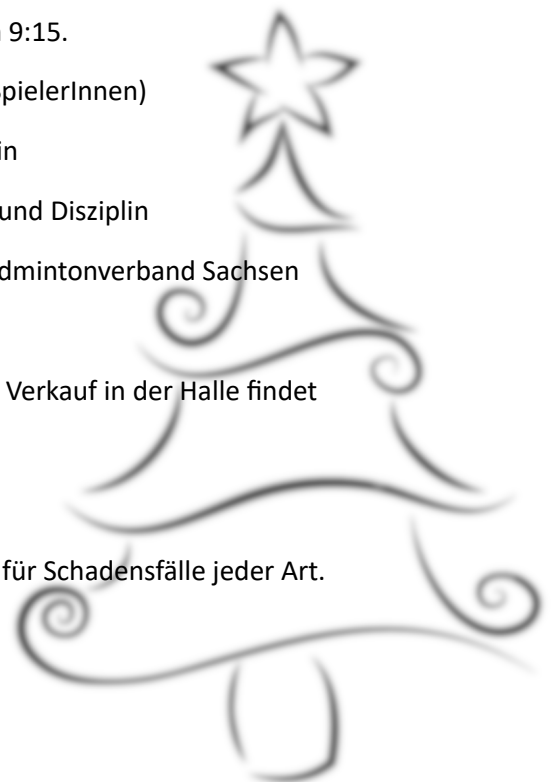 9:15.
pielerInnen)
in
und Disziplin
dmintonverband Sachsen
Verkauf in der Halle findet
für Schadensfälle jeder Art.